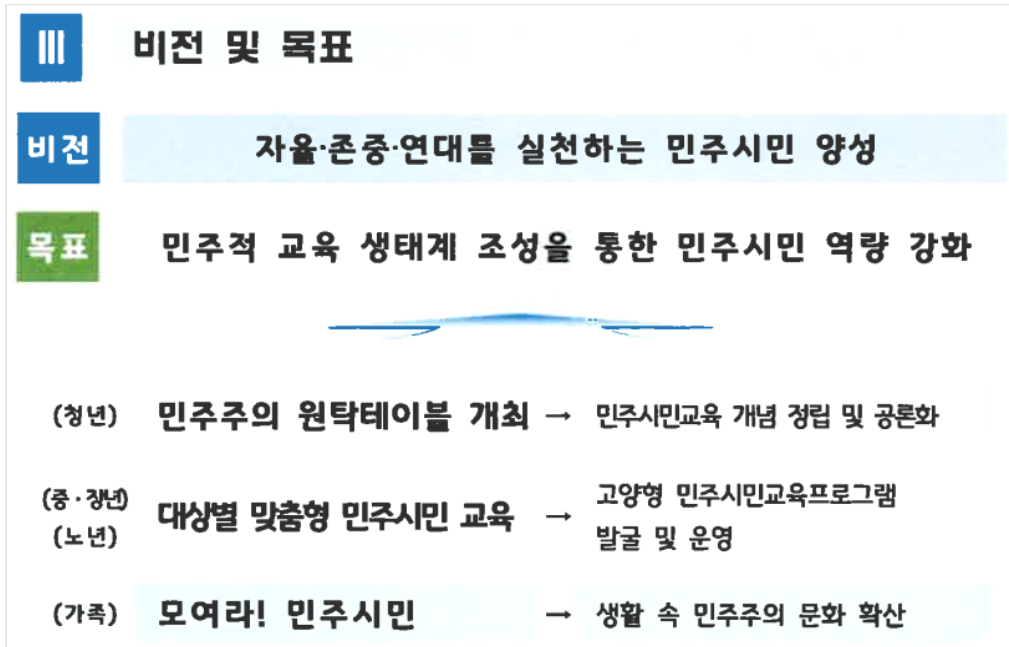 Ⅲ 비전 및 목표
비전 자율·존중·연대를 실천하는 민주시민 양성
목표 민주적 교육 생태계 조성을 통한 민주시민 역량 강화
(청년) 민주주의 원탁테이블 개최 → 민주시민교육 개념 정립 및 공론화
(중·장년) 대상별 맞춤형 민주시민 교육 → 고양형 민주시민교육프로그램
(노년) 발굴 및 운영
(가족) 모여라! 민주시민 → 생활 속 민주주의 문화 확산